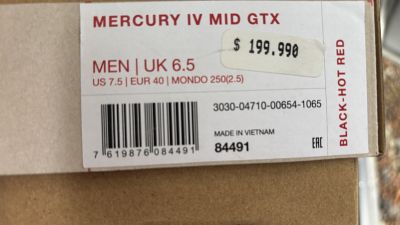 MERCURY IV MID GTX
$ 199.990
MEN | UK 6.5
US 7.5 | EUR 40 | MONDO 250(2.5)
3030-04710-00654-1065
MADE IN VIETNAM
84491
EAC
7 619876 084491
BLACK-HOT RED